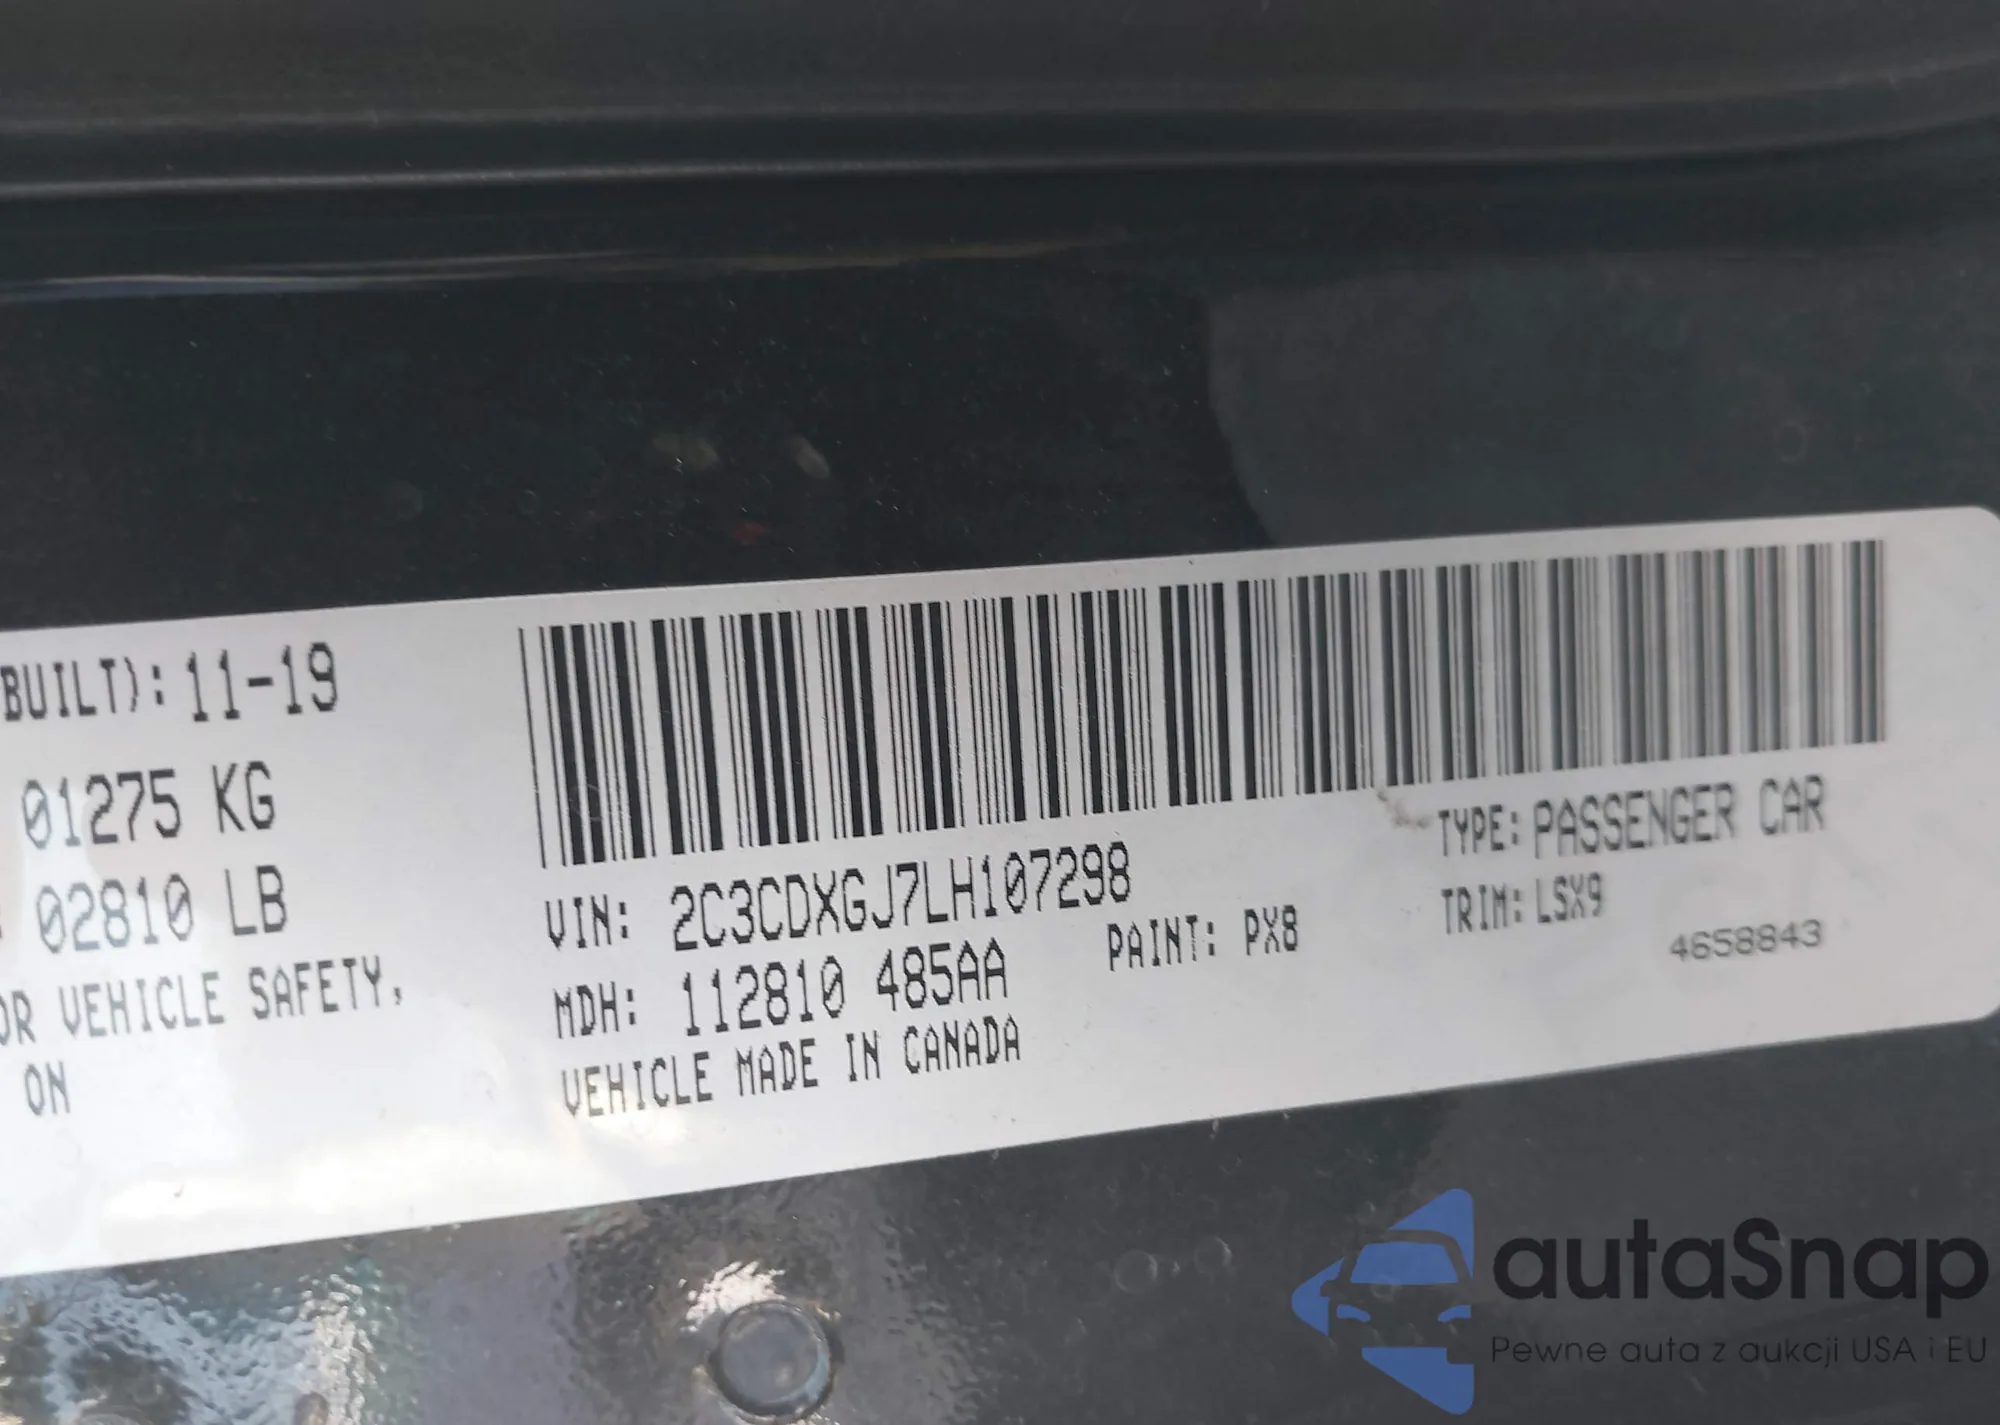 BUILT): 11-19
01275 KG
02810 LB
OR VEHICLE SAFETY,
ON
VIN: 2C3CDXGJ7LH107298
MDH: 112810 485AA
PAINT: PX8
VEHICLE MADE IN CANADA
TYPE: PASSENGER CAR
TRIM: LSX9
4658843
autaSnap
Pewne auta z aukcji USA i EU